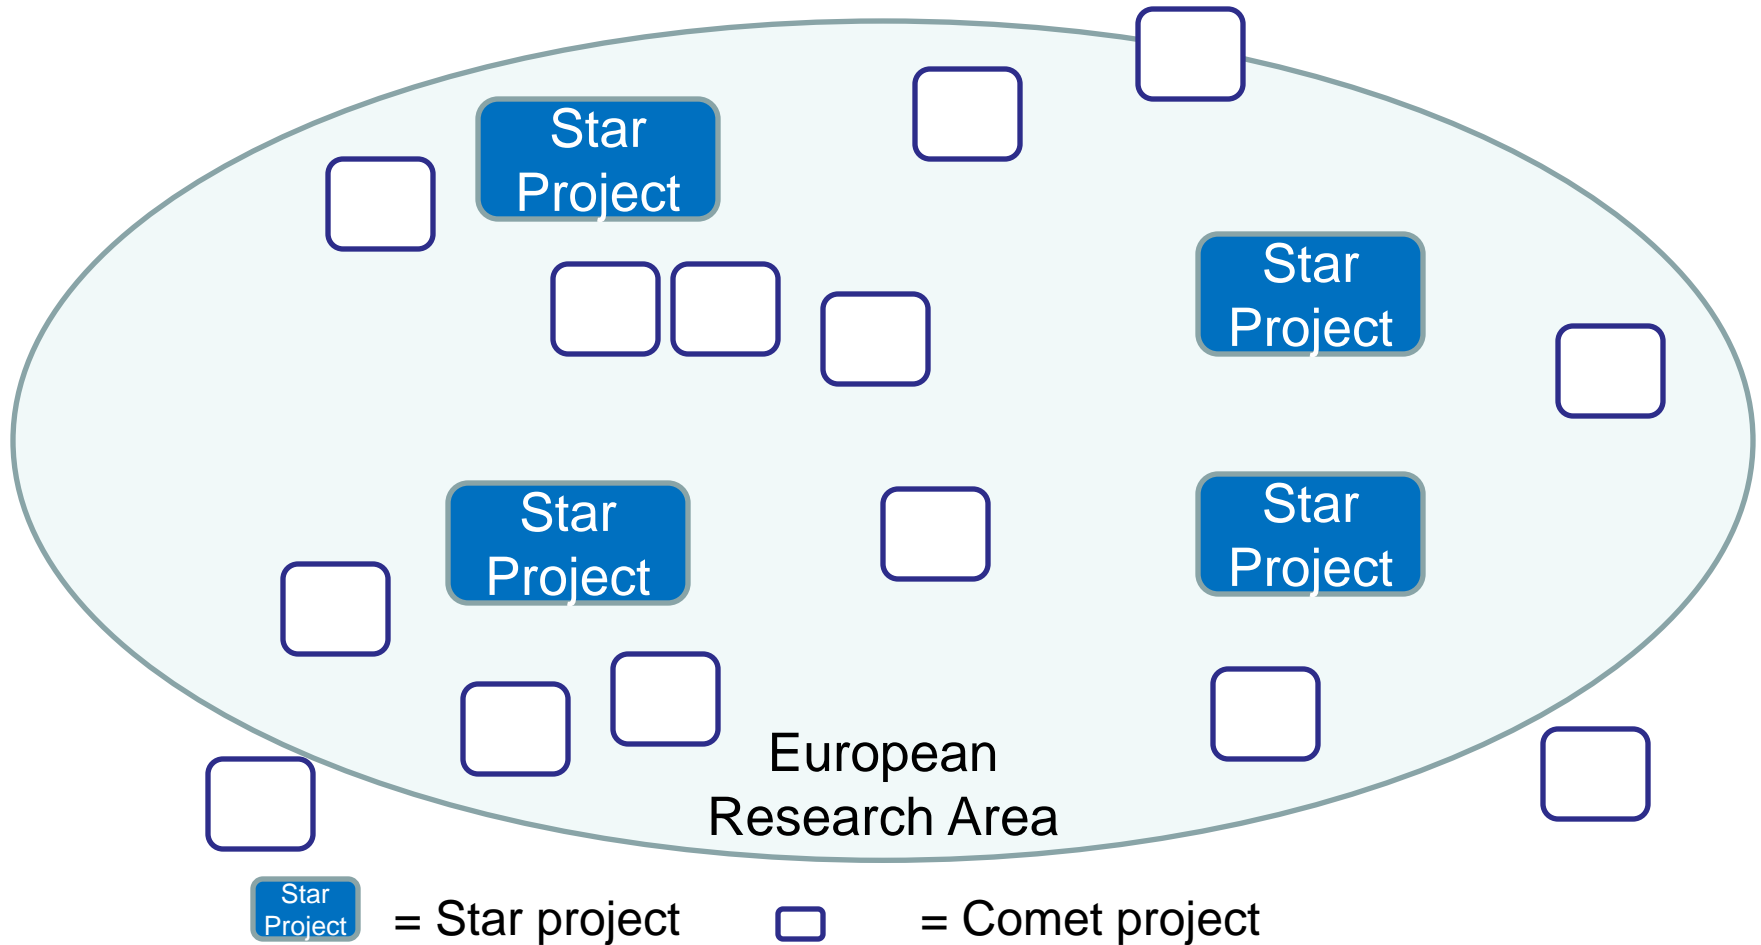 Star
Project
Star
Project
Star
Project
Star
Project
European
Research Area
Star
Project
= Star project
= Comet project